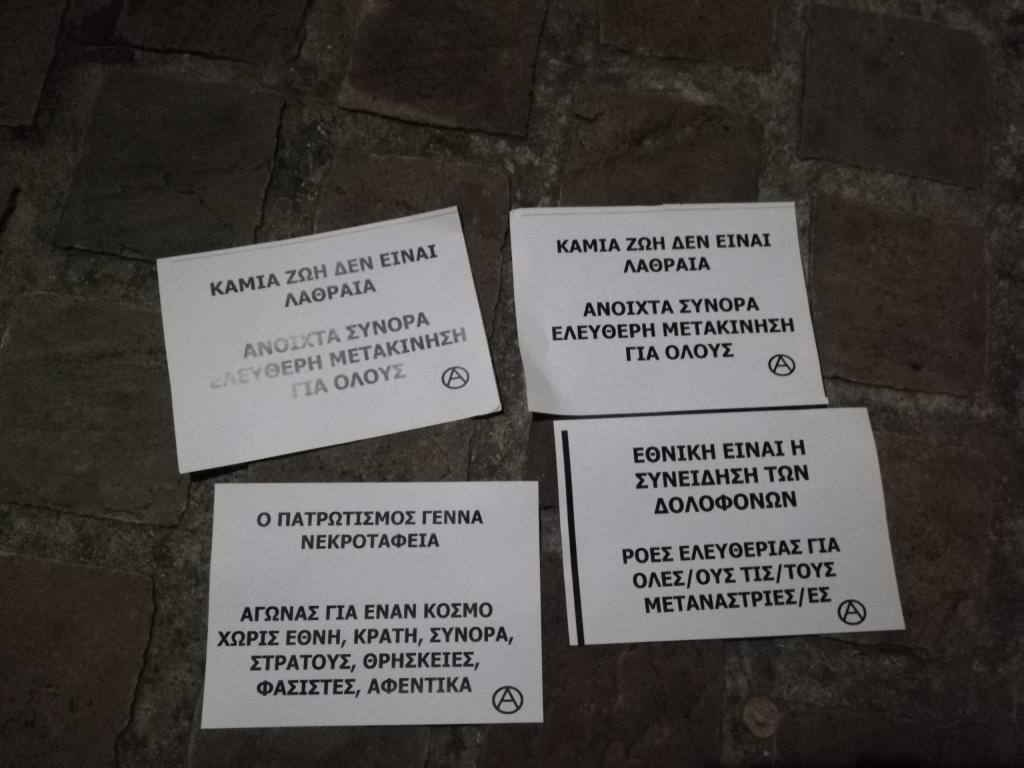 ΚΑΜΙΑ ΖΩΗ ΔΕΝ ΕΙΝΑΙ
ΛΑΘΡΑΙΑ
ΑΝΟΙΧΤΑ ΣΥΝΟΡΑ
ΕΛΕΥΘΕΡΗ ΜΕΤΑΚΙΝΗΣΗ
ΓΙΑ ΟΛΟΥΣ
ΚΑΜΙΑ ΖΩΗ ΔΕΝ ΕΙΝΑΙ
ΛΑΘΡΑΙΑ
ΑΝΟΙΧΤΑ ΣΥΝΟΡΑ
ΕΛΕΥΘΕΡΗ ΜΕΤΑΚΙΝΗΣΗ
ΓΙΑ ΟΛΟΥΣ
Ο ΠΑΤΡΩΤΙΣΜΟΣ ΓΕΝΝΑ
ΝΕΚΡΟΤΑΦΕΙΑ
ΑΓΩΝΑΣ ΓΙΑ ΕΝΑΝ ΚΟΣΜΟ
ΧΩΡΙΣ ΕΘΝΗ, ΚΡΑΤΗ, ΣΥΝΟΡΑ,
ΣΤΡΑΤΟΥΣ, ΘΡΗΣΚΕΙΕΣ,
ΦΑΣΙΣΤΕΣ, ΑΦΕΝΤΙΚΑ
ΕΘΝΙΚΗ ΕΙΝΑΙ Η
ΣΥΝΕΙΔΗΣΗ ΤΩΝ
ΔΟΛΟΦΟΝΩΝ
ΡΟΕΣ ΕΛΕΥΘΕΡΙΑΣ ΓΙΑ
ΟΛΕΣ/ΟΥΣ ΤΙΣ/ΤΟΥΣ
ΜΕΤΑΝΑΣΤΡΙΕΣ/ΕΣ